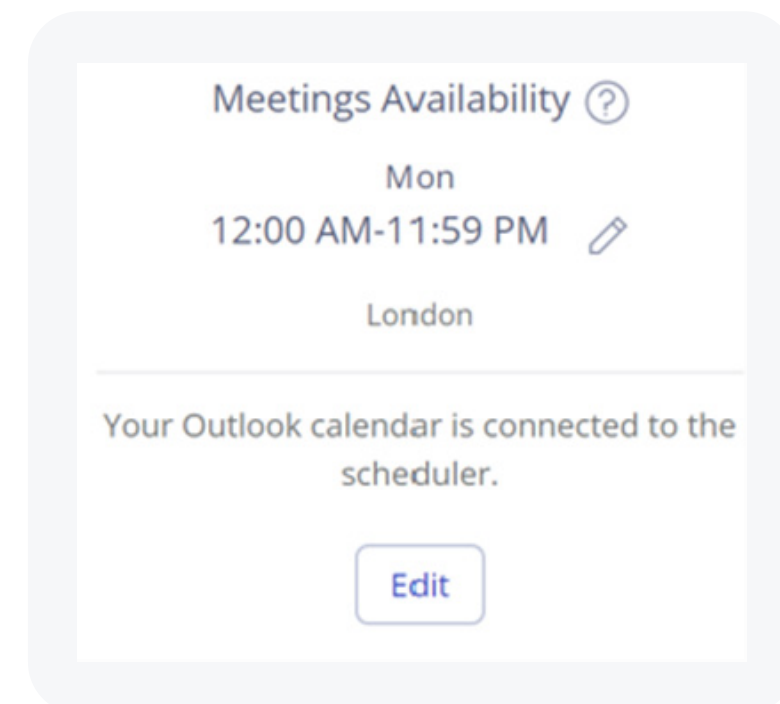 Meetings Availability ?
Mon
12:00 AM-11:59 PM
London
Your Outlook calendar is connected to the
scheduler.
Edit